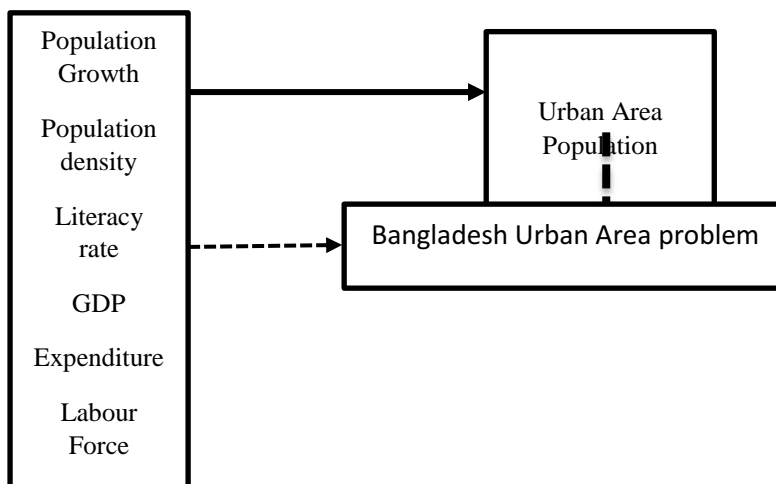 Population
Growth
Population
density
Literacy
rate
GDP
Expenditure
Labour
Force
Urban Area
Population
Bangladesh Urban Area problem